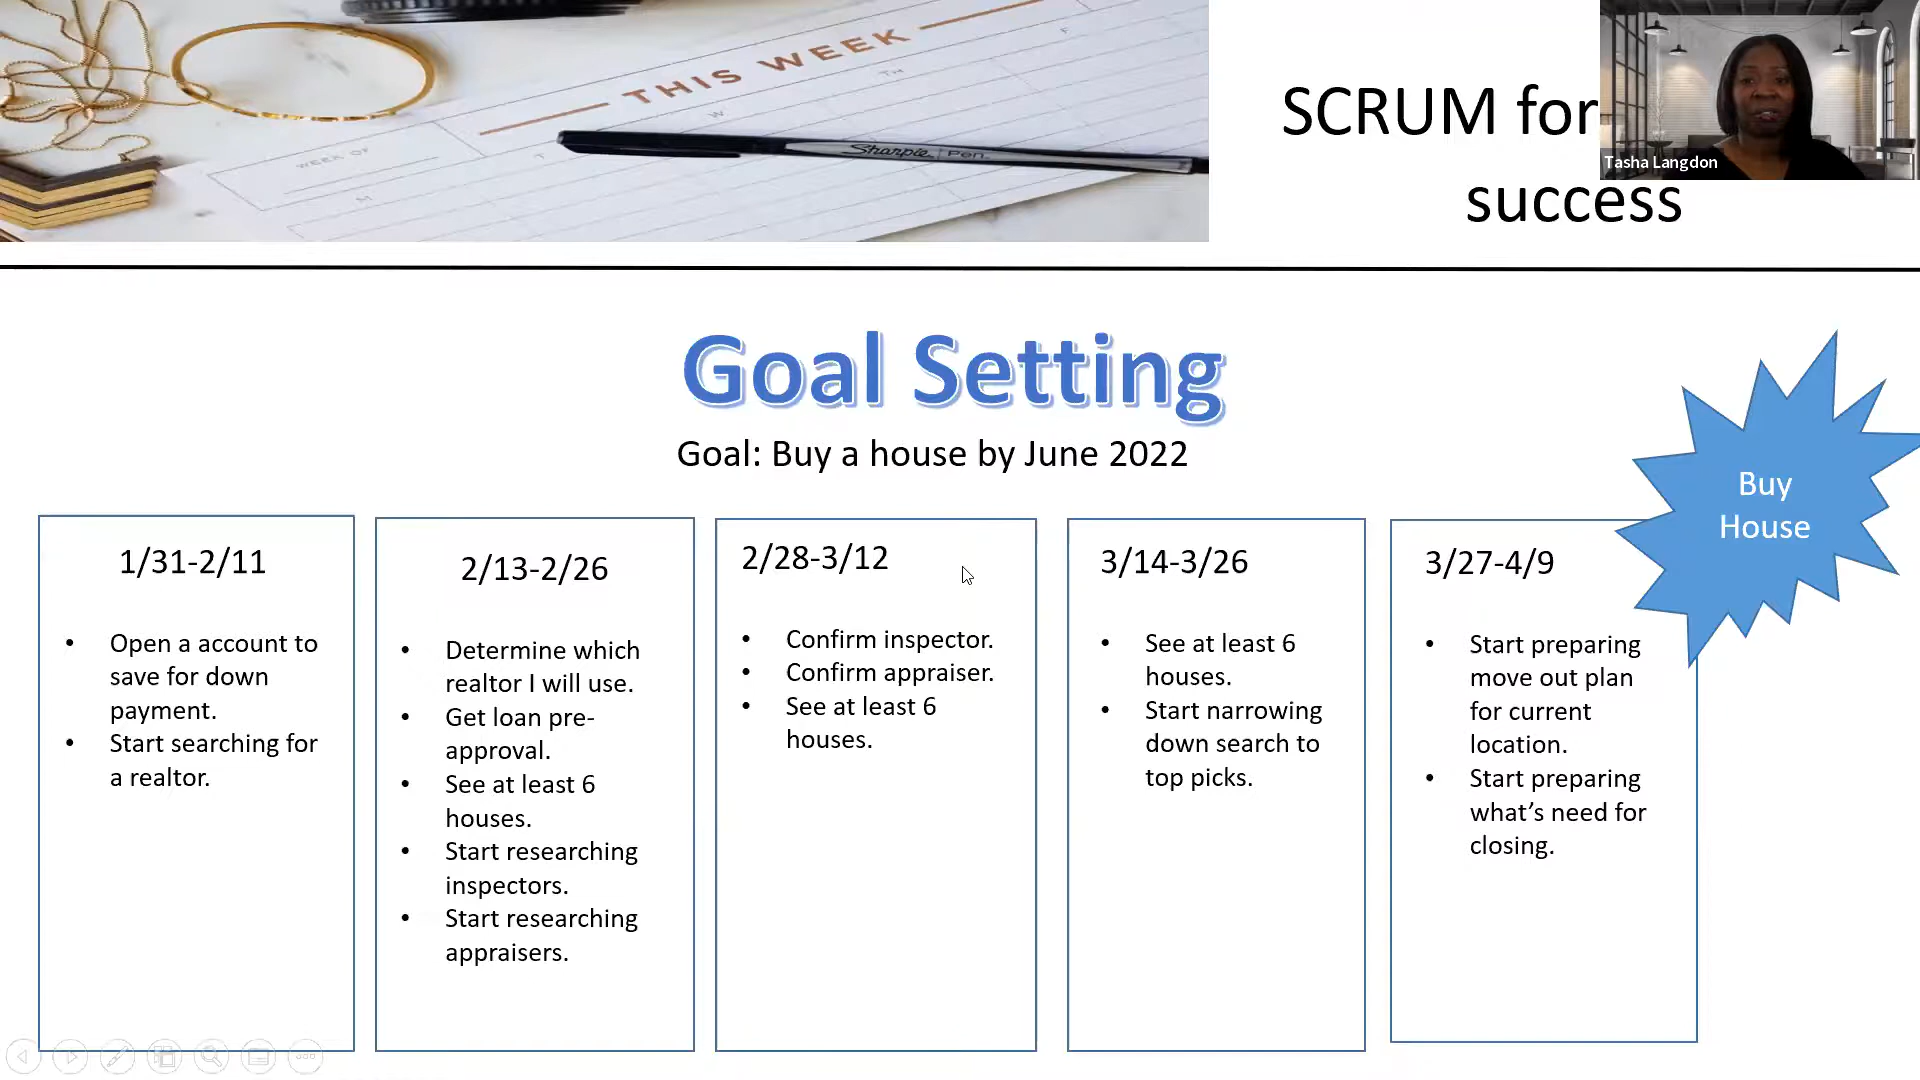 THIS WEEK
WEEK OF
M
T
W
TH
F
Sharpie Pen.
SCRUM for
success
Tasha Langdon
Goal Setting
Goal: Buy a house by June 2022
Buy
House
1/31-2/11
• Open a account to
save for down
payment.
• Start searching for
a realtor.
2/13-2/26
• Determine which
realtor I will use.
• Get loan pre-
approval.
• See at least 6
houses.
• Start researching
inspectors.
• Start researching
appraisers.
2/28-3/12
• Confirm inspector.
• Confirm appraiser.
• See at least 6
houses.
3/14-3/26
• See at least 6
houses.
• Start narrowing
down search to
top picks.
3/27-4/9
• Start preparing
move out plan
for current
location.
• Start preparing
what’s need for
closing.